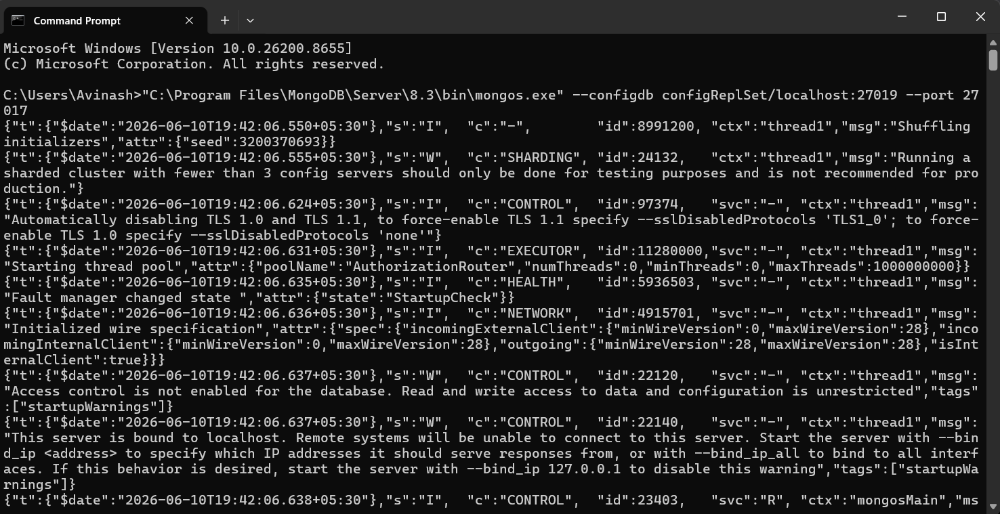 Command Prompt
Microsoft Windows [Version 10.0.26200.8655]
(c) Microsoft Corporation. All rights reserved.
C:\Users\Avinash>"C:\Program Files\MongoDB\Server\8.3\bin\mongos.exe" --configdb configReplSet/localhost:27019 --port 27
017
{"t":{"$date":"2026-06-10T19:42:06.550+05:30"},"s":"I",  "c":"-",        "id":8991200, "ctx":"thread1","msg":"Shuffling
initializers","attr":{"seed":3200370693}}
{"t":{"$date":"2026-06-10T19:42:06.555+05:30"},"s":"W",  "c":"SHARDING", "id":24132,   "ctx":"thread1","msg":"Running a
sharded cluster with fewer than 3 config servers should only be done for testing purposes and is not recommended for pro
duction."}
{"t":{"$date":"2026-06-10T19:42:06.624+05:30"},"s":"I",  "c":"CONTROL",  "id":97374,   "svc":"-", "ctx":"thread1","msg":
"Automatically disabling TLS 1.0 and TLS 1.1, to force-enable TLS 1.1 specify --sslDisabledProtocols 'TLS1_0'; to force-
enable TLS 1.0 specify --sslDisabledProtocols 'none'"}
{"t":{"$date":"2026-06-10T19:42:06.631+05:30"},"s":"I",  "c":"EXECUTOR", "id":11280000,"svc":"-", "ctx":"thread1","msg":
"Starting thread pool","attr":{"poolName":"AuthorizationRouter","numThreads":0,"minThreads":0,"maxThreads":1000000000}}
{"t":{"$date":"2026-06-10T19:42:06.635+05:30"},"s":"I",  "c":"HEALTH",   "id":5936503, "svc":"-", "ctx":"thread1","msg":
"Fault manager changed state ","attr":{"state":"StartupCheck"}}
{"t":{"$date":"2026-06-10T19:42:06.636+05:30"},"s":"I",  "c":"NETWORK",  "id":4915701, "svc":"-", "ctx":"thread1","msg":
"Initialized wire specification","attr":{"spec":{"incomingExternalClient":{"minWireVersion":0,"maxWireVersion":28},"inco
mingInternalClient":{"minWireVersion":0,"maxWireVersion":28},"outgoing":{"minWireVersion":28,"maxWireVersion":28},"isInt
ernalClient":true}}}
{"t":{"$date":"2026-06-10T19:42:06.637+05:30"},"s":"W",  "c":"CONTROL",  "id":22120,   "svc":"-", "ctx":"thread1","msg":
"Access control is not enabled for the database. Read and write access to data and configuration is unrestricted","tags"
:["startupWarnings"]}
{"t":{"$date":"2026-06-10T19:42:06.637+05:30"},"s":"W",  "c":"CONTROL",  "id":22140,   "svc":"-", "ctx":"thread1","msg":
"This server is bound to localhost. Remote systems will be unable to connect to this server. Start the server with --bin
d_ip <address> to specify which IP addresses it should serve responses from, or with --bind_ip_all to bind to all interf
aces. If this behavior is desired, start the server with --bind_ip 127.0.0.1 to disable this warning","tags":["startupWa
rnings"]}
{"t":{"$date":"2026-06-10T19:42:06.638+05:30"},"s":"I",  "c":"CONTROL",  "id":23403,   "svc":"R", "ctx":"mongosMain","ms